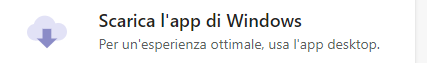 Scarica l'app di Windows
Per un'esperienza ottimale, usa l'app desktop.